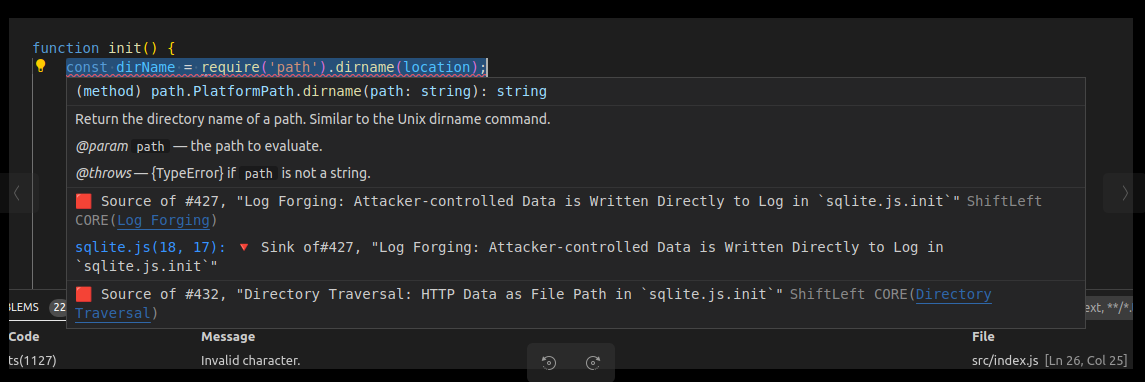 function init() {
const dirName = require('path').dirname(location);
(method) path.PlatformPath.dirname(path: string): string
Return the directory name of a path. Similar to the Unix dirname command.
@param path — the path to evaluate.
@throws — {TypeError} if path is not a string.
Source of #427, "Log Forging: Attacker-controlled Data is Written Directly to Log in `sqlite.js.init`" ShiftLeft
CORE(Log Forging)
sqlite.js(18, 17): Sink of#427, "Log Forging: Attacker-controlled Data is Written Directly to Log in
`sqlite.js.init`"
Source of #432, "Directory Traversal: HTTP Data as File Path in `sqlite.js.init`" ShiftLeft CORE(Directory
Traversal)
BLEMS 22 ext, **/*.
Code Message File
ts(1127) Invalid character. src/index.js [Ln 26, Col 25]